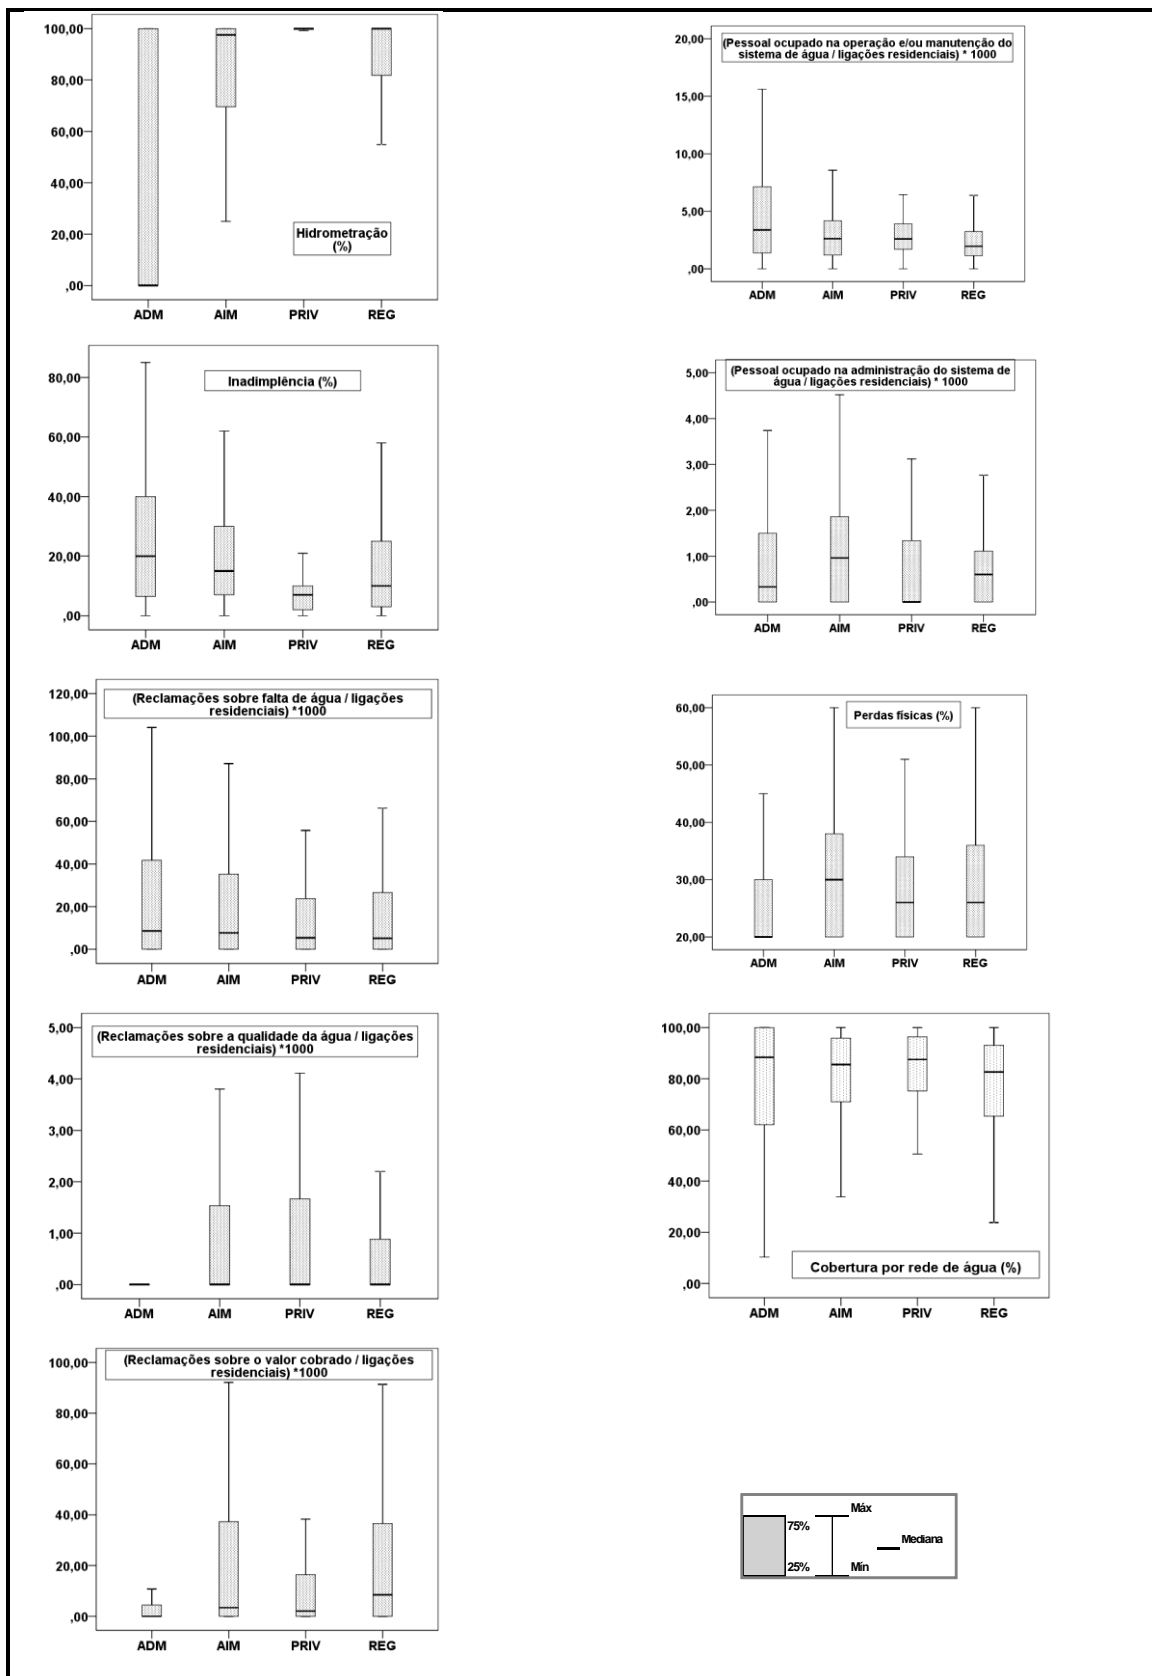 100,00
80,00
60,00
40,00
20,00
,00
Hidrometração
(%)
ADM AIM PRIV REG
(Pessoal ocupado na operação e/ou manutenção do
sistema de água / ligações residenciais) * 1000
20,00
15,00
10,00
5,00
,00
ADM AIM PRIV REG
Inadimplência (%)
80,00
60,00
40,00
20,00
,00
ADM AIM PRIV REG
(Pessoal ocupado na administração do sistema de
água / ligações residenciais) * 1000
5,00
4,00
3,00
2,00
1,00
,00
ADM AIM PRIV REG
(Reclamações sobre falta de água / ligações
residenciais) *1000
120,00
100,00
80,00
60,00
40,00
20,00
,00
ADM AIM PRIV REG
Perdas físicas (%)
60,00
50,00
40,00
30,00
20,00
ADM AIM PRIV REG
(Reclamações sobre a qualidade da água / ligações
residenciais) *1000
5,00
4,00
3,00
2,00
1,00
,00
ADM AIM PRIV REG
100,00
80,00
60,00
40,00
20,00
,00
Cobertura por rede de água (%)
ADM AIM PRIV REG
(Reclamações sobre o valor cobrado / ligações
residenciais) *1000
100,00
80,00
60,00
40,00
20,00
,00
ADM AIM PRIV REG
Máx
75%
Mediana
25%
Mín